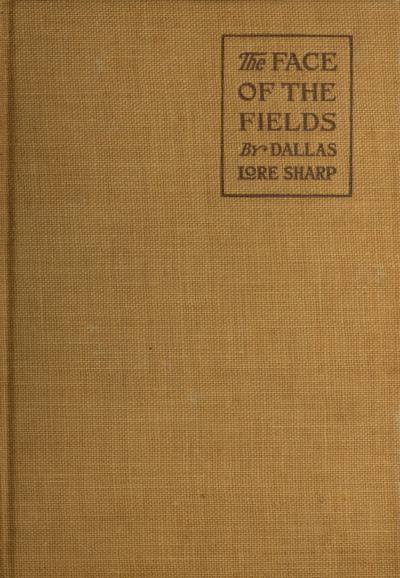 The FACE
OF THE
FIELDS
By DALLAS
LORE SHARP